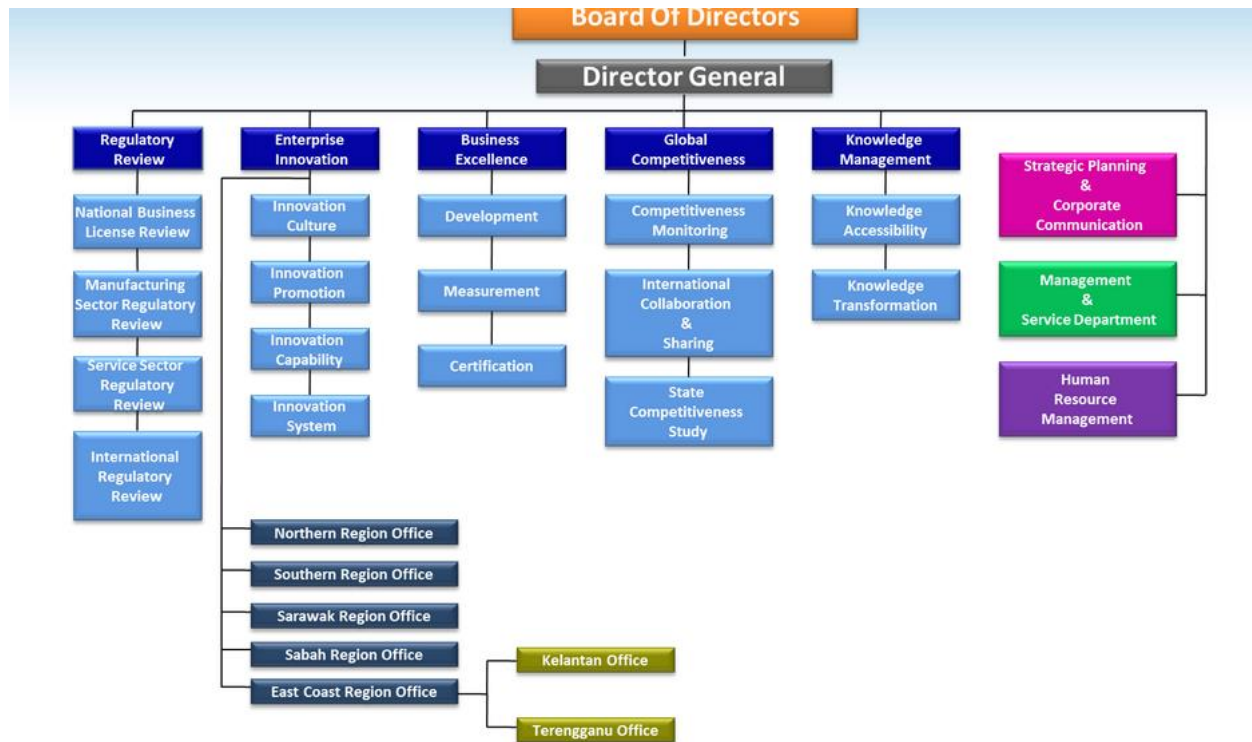 Board Of Directors
Director General
Regulatory
Review
Enterprise
Innovation
Business
Excellence
Global
Competitiveness
Knowledge
Management
National Business
License Review
Manufacturing
Sector Regulatory
Review
Service Sector
Regulatory
Review
International
Regulatory
Review
Innovation
Culture
Innovation
Promotion
Innovation
Capability
Innovation
System
Development
Measurement
Certification
Competitiveness
Monitoring
International
Collaboration
&
Sharing
State
Competitiveness
Study
Knowledge
Accessibility
Knowledge
Transformation
Strategic Planning
&
Corporate
Communication
Management
&
Service Department
Human
Resource
Management
Northern Region Office
Southern Region Office
Sarawak Region Office
Sabah Region Office
East Coast Region Office
Kelantan Office
Terengganu Office